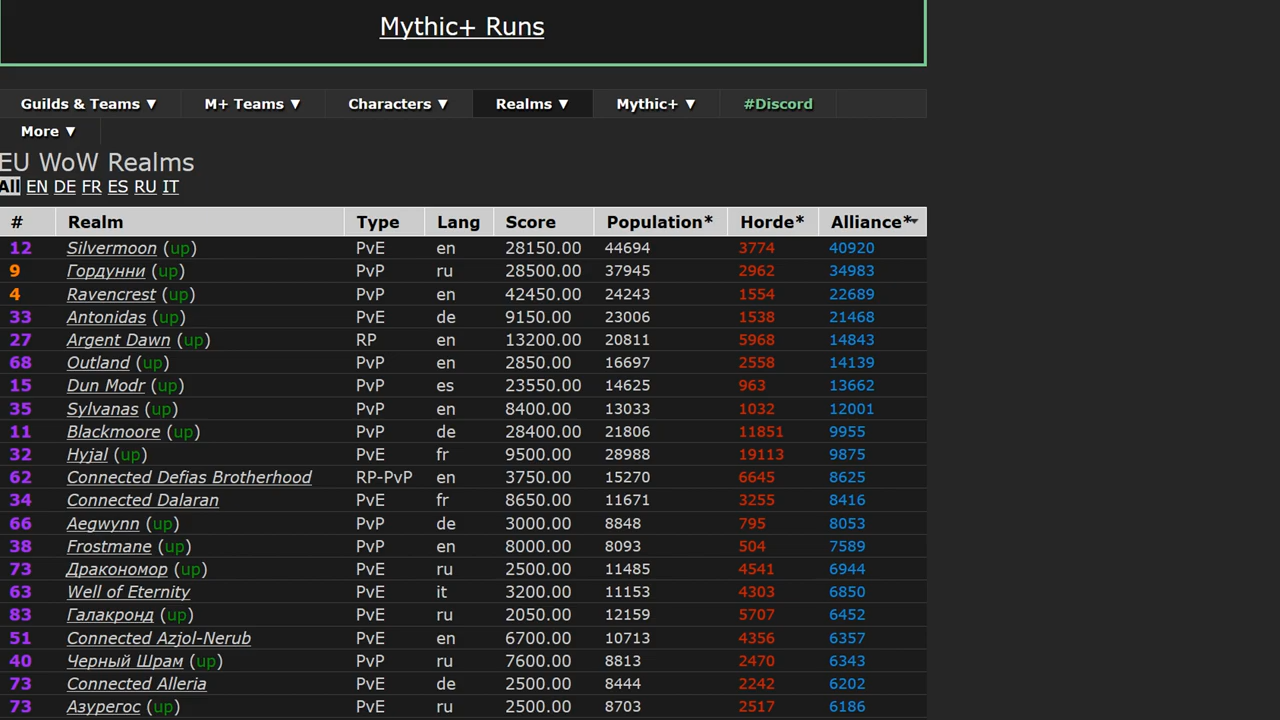 Mythic+ Runs
Guilds & Teams ▼ M+ Teams ▼ Characters ▼ Realms ▼ Mythic+ ▼ #Discord
More ▼
EU WoW Realms
All EN DE FR ES RU IT
# Realm Type Lang Score Population* Horde* Alliance*
12 Silvermoon (up) PvE en 28150.00 44694 3774 40920
9 Гордунни (up) PvP ru 28500.00 37945 2962 34983
4 Ravencrest (up) PvP en 42450.00 24243 1554 22689
33 Antonidas (up) PvE de 9150.00 23006 1538 21468
27 Argent Dawn (up) RP en 13200.00 20811 5968 14843
68 Outland (up) PvP en 2850.00 16697 2558 14139
15 Dun Modr (up) PvP es 23550.00 14625 963 13662
35 Sylvanas (up) PvP en 8400.00 13033 1032 12001
11 Blackmoore (up) PvP de 28400.00 21806 11851 9955
32 Hyjal (up) PvE fr 9500.00 28988 19113 9875
62 Connected Defias Brotherhood RP-PvP en 3750.00 15270 6645 8625
34 Connected Dalaran PvE fr 8650.00 11671 3255 8416
66 Aegwynn (up) PvP de 3000.00 8848 795 8053
38 Frostmane (up) PvP en 8000.00 8093 504 7589
73 Дракономор (up) PvE ru 2500.00 11485 4541 6944
63 Well of Eternity PvE it 3200.00 11153 4303 6850
83 Галакронд (up) PvE ru 2050.00 12159 5707 6452
51 Connected Azjol-Nerub PvE en 6700.00 10713 4356 6357
40 Черный Шрам (up) PvP ru 7600.00 8813 2470 6343
73 Connected Alleria PvE de 2500.00 8444 2242 6202
73 Азурегос (up) PvE ru 2500.00 8703 2517 6186